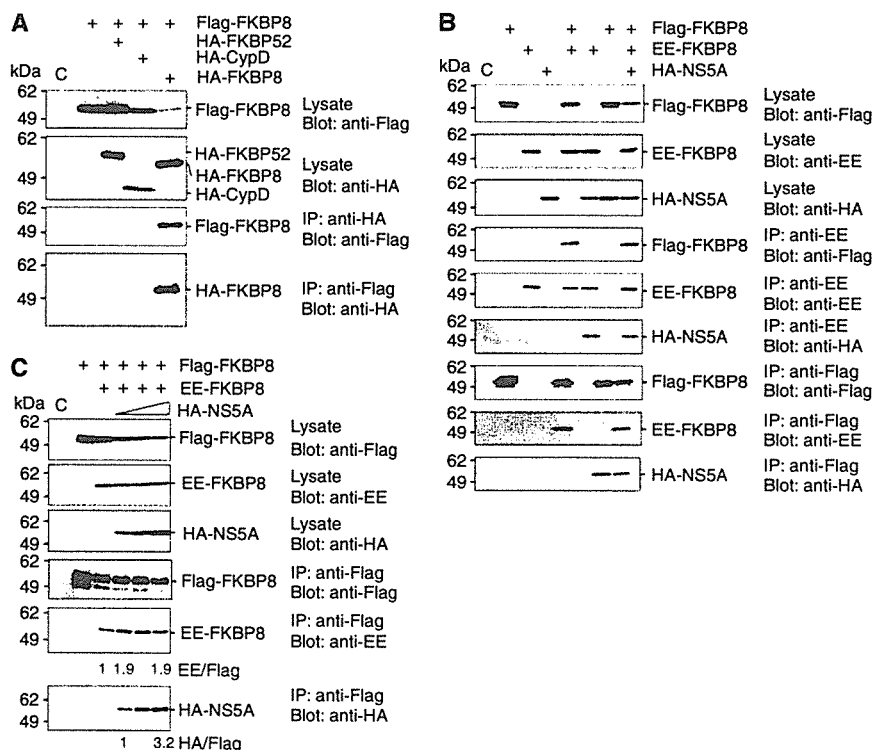 A
+ + + + Flag-FKBP8
+ HA-FKBP52
+ HA-CypD
kDa C + HA-FKBP8
62
49
Flag-FKBP8
Lysate
Blot: anti-Flag
62
49
HA-FKBP52
HA-FKBP8
HA-CypD
Lysate
Blot: anti-HA
62
49
Flag-FKBP8
IP: anti-HA
Blot: anti-Flag
62
49
HA-FKBP8
IP: anti-Flag
Blot: anti-HA
B
+ + + + Flag-FKBP8
+ + + + EE-FKBP8
kDa C + + HA-NS5A
62
49
Flag-FKBP8
Lysate
Blot: anti-Flag
62
49
EE-FKBP8
Lysate
Blot: anti-EE
62
49
HA-NS5A
Lysate
Blot: anti-HA
62
49
Flag-FKBP8
IP: anti-EE
Blot: anti-Flag
62
49
EE-FKBP8
IP: anti-EE
Blot: anti-EE
62
49
HA-NS5A
IP: anti-EE
Blot: anti-HA
62
49
Flag-FKBP8
IP: anti-Flag
Blot: anti-Flag
62
49
EE-FKBP8
IP: anti-Flag
Blot: anti-EE
62
49
HA-NS5A
IP: anti-Flag
Blot: anti-HA
C
+ + + + + Flag-FKBP8
+ + + + EE-FKBP8
kDa C HA-NS5A
62
49
Flag-FKBP8
Lysate
Blot: anti-Flag
62
49
EE-FKBP8
Lysate
Blot: anti-EE
62
49
HA-NS5A
Lysate
Blot: anti-HA
62
49
Flag-FKBP8
IP: anti-Flag
Blot: anti-Flag
62
49
EE-FKBP8
IP: anti-Flag
Blot: anti-EE
1 1.9 1.9 EE/Flag
62
49
HA-NS5A
IP: anti-Flag
Blot: anti-HA
1 3.2 HA/Flag